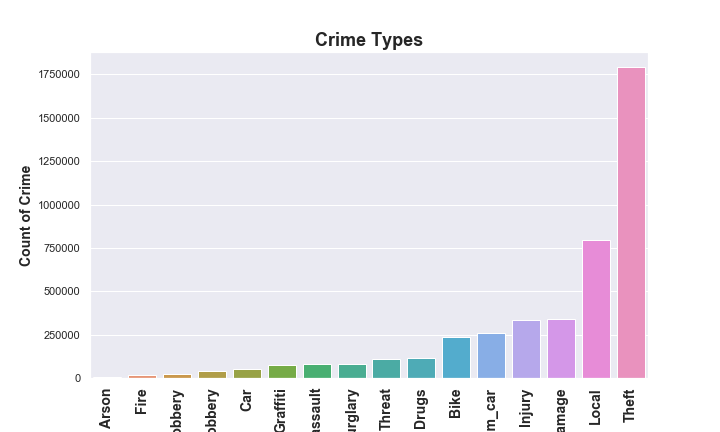 Crime Types
Count of Crime
1750000
1500000
1250000
1000000
750000
500000
250000
0
Arson
Fire
obbery
obbery
Car
Graffiti
assault
urglary
Threat
Drugs
Bike
m_car
Injury
amage
Local
Theft